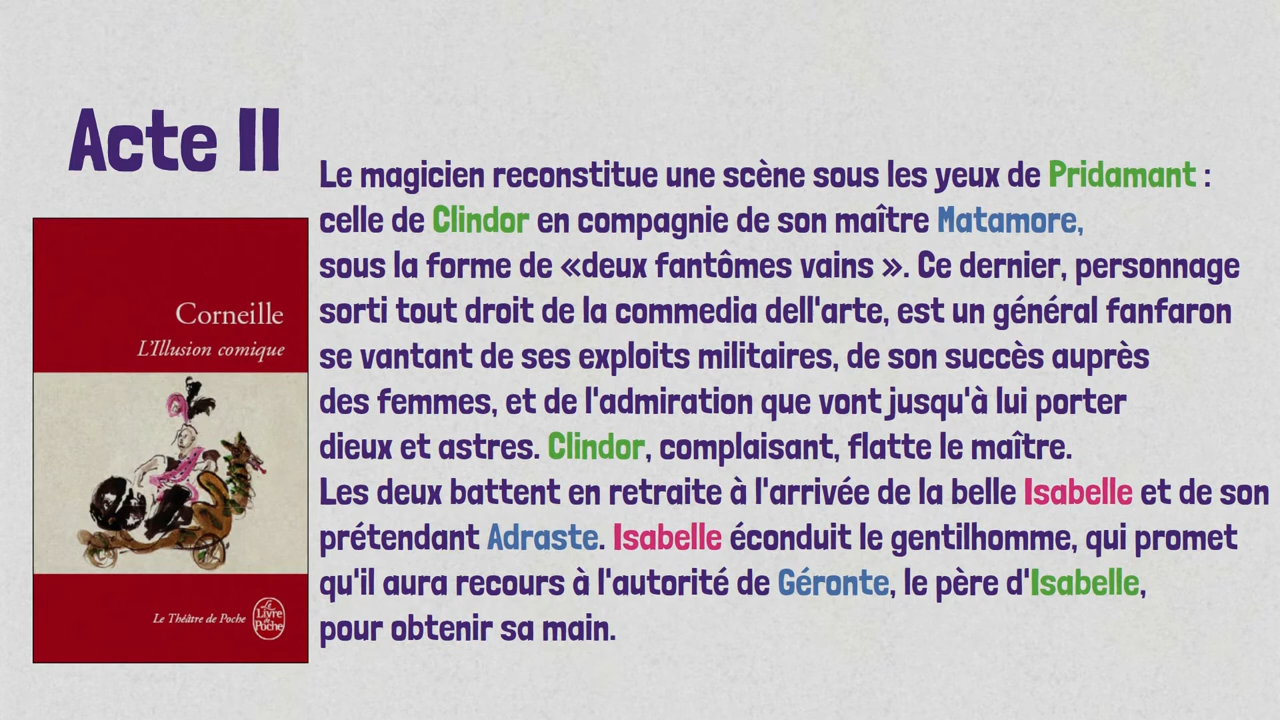 Acte II
Corneille
L'Illusion comique
Le Théâtre de Poche
Le
Livre
de
Poche
Le magicien reconstitue une scène sous les yeux de Pridamant :
celle de Clindor en compagnie de son maître Matamore,
sous la forme de «deux fantômes vains ». Ce dernier, personnage
sorti tout droit de la commedia dell'arte, est un général fanfaron
se vantant de ses exploits militaires, de son succès auprès
des femmes, et de l'admiration que vont jusqu'à lui porter
dieux et astres. Clindor, complaisant, flatte le maître.
Les deux battent en retraite à l'arrivée de la belle Isabelle et de son
prétendant Adraste. Isabelle éconduit le gentilhomme, qui promet
qu'il aura recours à l'autorité de Géronte, le père d'Isabelle,
pour obtenir sa main.